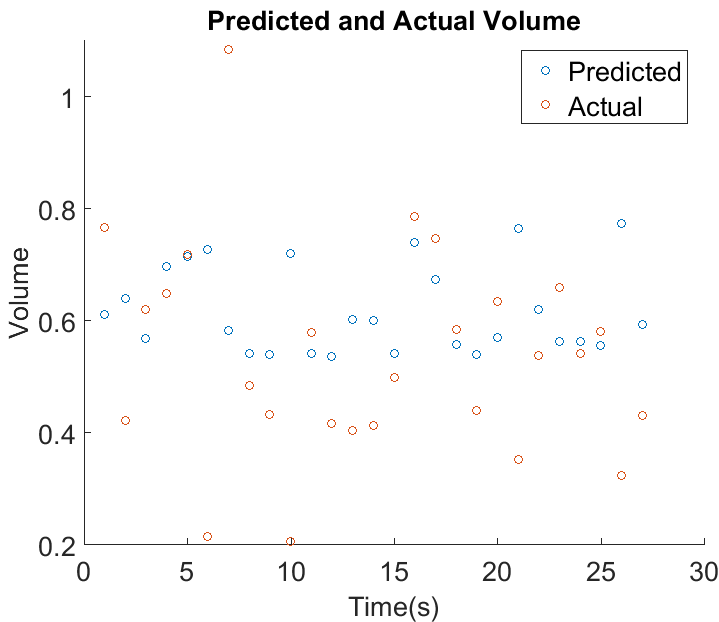 Predicted and Actual Volume
Predicted
Actual
1
0.8
0.6
0.4
0.2
Volume
0 5 10 15 20 25 30
Time(s)